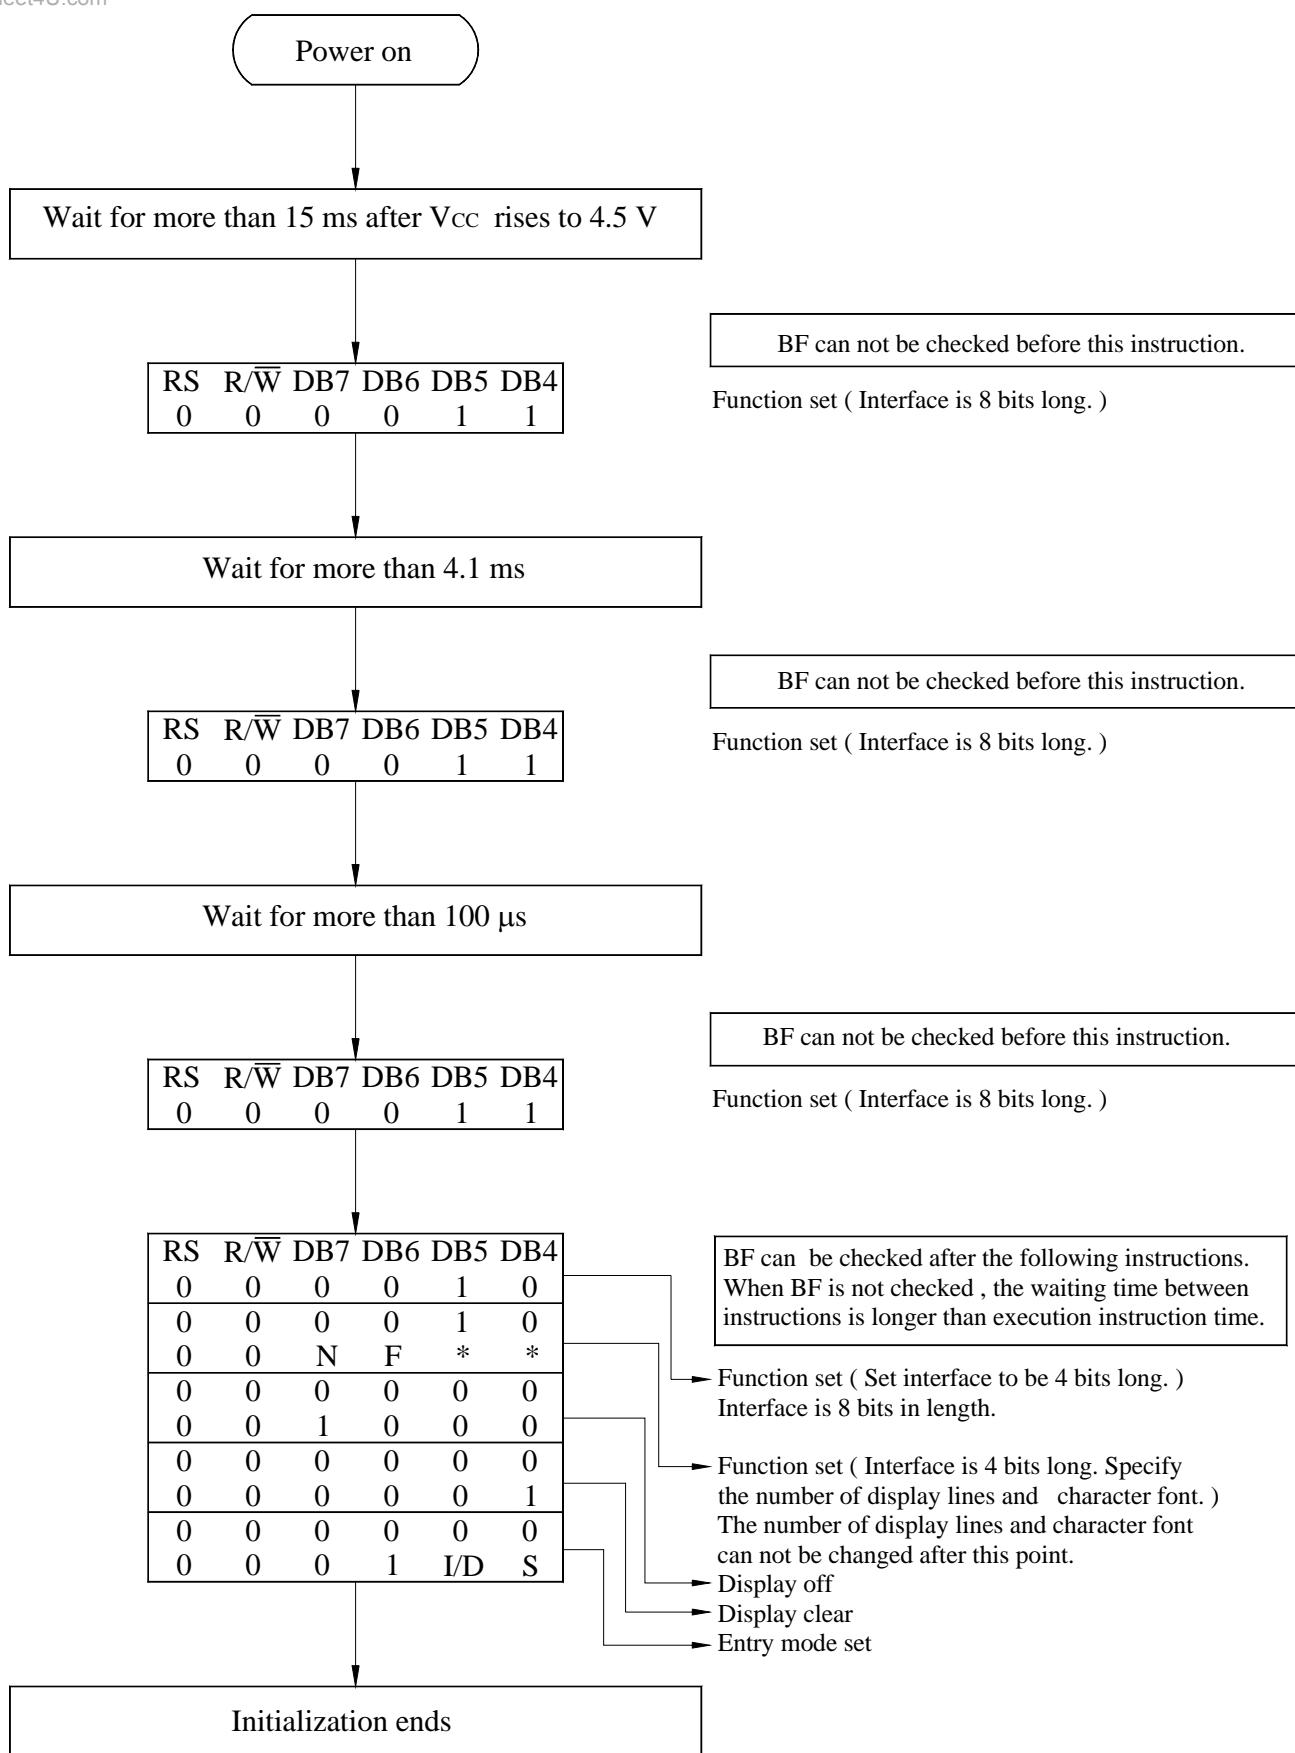 eet4U.com
Power on
Wait for more than 15 ms after VCC rises to 4.5 V
BF can not be checked before this instruction.
RS R/W̅ DB7 DB6 DB5 DB4
0 0 0 0 1 1
Function set ( Interface is 8 bits long. )
Wait for more than 4.1 ms
BF can not be checked before this instruction.
RS R/W̅ DB7 DB6 DB5 DB4
0 0 0 0 1 1
Function set ( Interface is 8 bits long. )
Wait for more than 100 μs
BF can not be checked before this instruction.
RS R/W̅ DB7 DB6 DB5 DB4
0 0 0 0 1 1
Function set ( Interface is 8 bits long. )
RS R/W̅ DB7 DB6 DB5 DB4
0 0 0 0 1 0
0 0 0 0 1 0
0 0 N F * *
0 0 0 0 0 0
0 0 1 0 0 0
0 0 0 0 0 0
0 0 0 0 0 1
0 0 0 0 0 0
0 0 0 1 I/D S
BF can be checked after the following instructions.
When BF is not checked , the waiting time between
instructions is longer than execution instruction time.
Function set ( Set interface to be 4 bits long. )
Interface is 8 bits in length.
Function set ( Interface is 4 bits long. Specify
the number of display lines and character font. )
The number of display lines and character font
can not be changed after this point.
Display off
Display clear
Entry mode set
Initialization ends